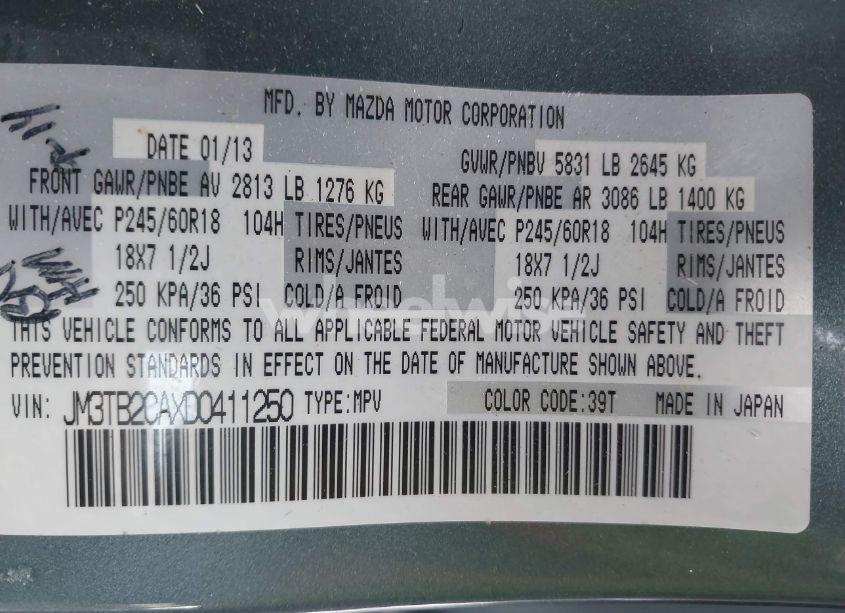 MFD. BY MAZDA MOTOR CORPORATION
DATE 01/13 GVWR/PNBV 5831 LB 2645 KG
FRONT GAWR/PNBE AV 2813 LB 1276 KG REAR GAWR/PNBE AR 3086 LB 1400 KG
WITH/AVEC P245/60R18 104H TIRES/PNEUS WITH/AVEC P245/60R18 104H TIRES/PNEUS
18X7 1/2J RIMS/JANTES 18X7 1/2J RIMS/JANTES
250 KPA/36 PSI COLD/A FROID 250 KPA/36 PSI COLD/A FROID
THIS VEHICLE CONFORMS TO ALL APPLICABLE FEDERAL MOTOR VEHICLE SAFETY AND THEFT
PREVENTION STANDARDS IN EFFECT ON THE DATE OF MANUFACTURE SHOWN ABOVE.
VIN: JM3TB2CAXD0411250 TYPE:MPV COLOR CODE:39T MADE IN JAPAN